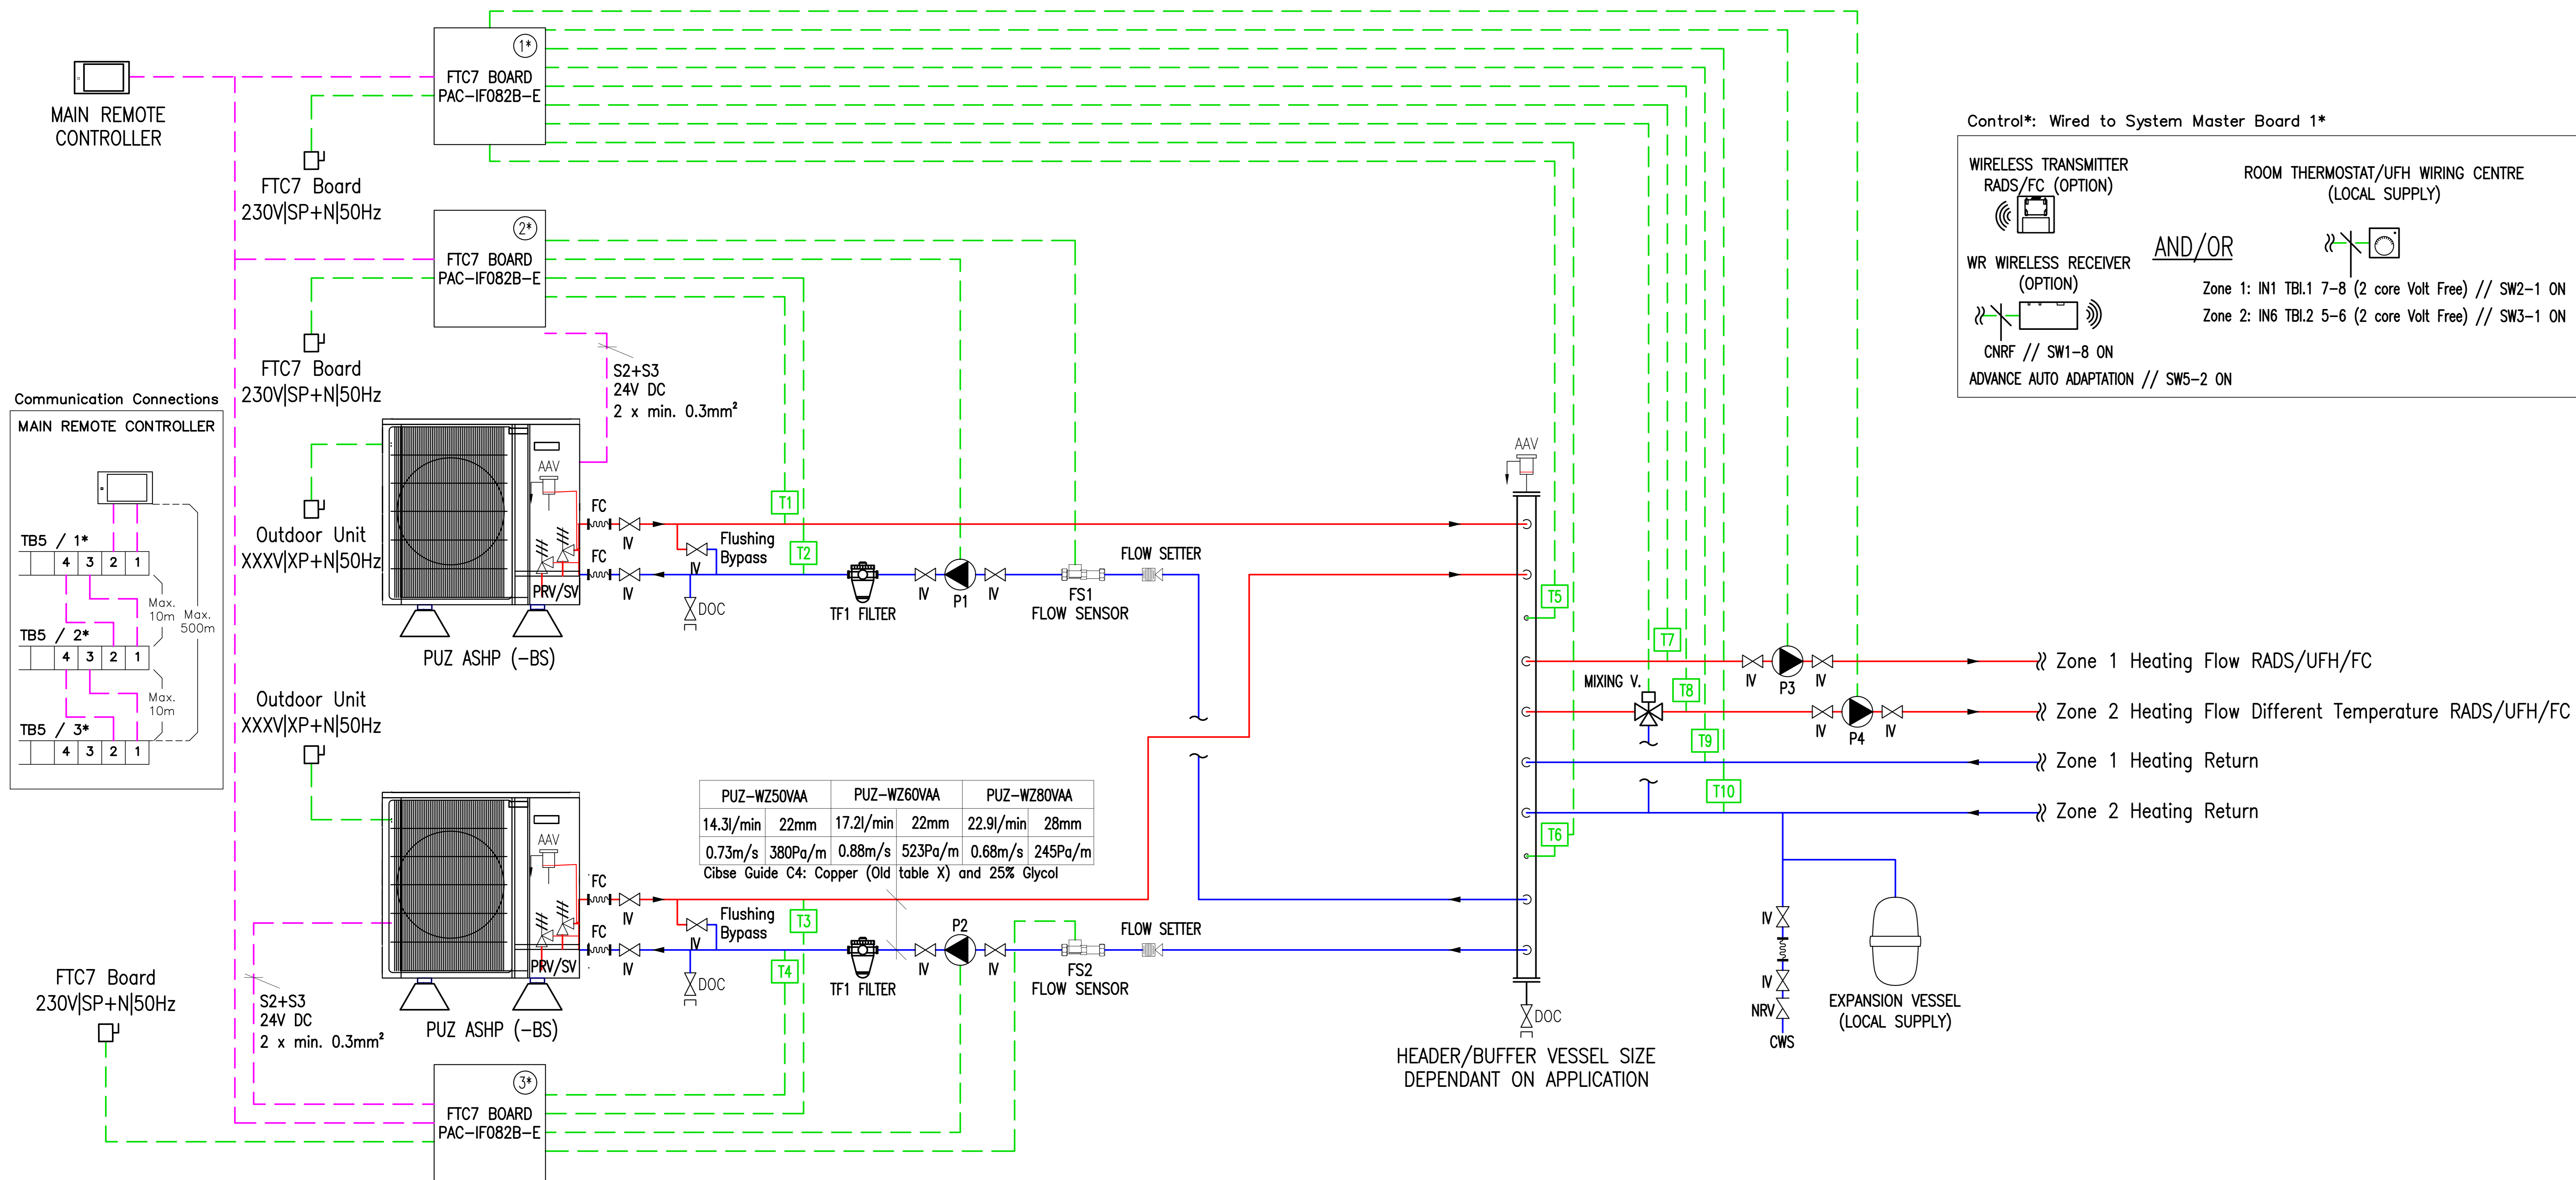 MAIN REMOTE
CONTROLLER
1*
FTC7 BOARD
PAC-IF082B-E
FTC7 Board
230V|SP+N|50Hz
2*
FTC7 BOARD
PAC-IF082B-E
FTC7 Board
230V|SP+N|50Hz
S2+S3
24V DC
2 x min. 0.3mm²
Control*: Wired to System Master Board 1*
WIRELESS TRANSMITTER
RADS/FC (OPTION)
WR WIRELESS RECEIVER
(OPTION)
CNRF // SW1-8 ON
ADVANCE AUTO ADAPTATION // SW5-2 ON
AND/OR
ROOM THERMOSTAT/UFH WIRING CENTRE
(LOCAL SUPPLY)
Zone 1: IN1 TBI.1 7-8 (2 core Volt Free) // SW2-1 ON
Zone 2: IN6 TBI.2 5-6 (2 core Volt Free) // SW3-1 ON
Communication Connections
MAIN REMOTE CONTROLLER
TB5 / 1*
4 3 2 1
Max.
10m
Max.
500m
TB5 / 2*
4 3 2 1
Max.
10m
TB5 / 3*
4 3 2 1
Outdoor Unit
XXXV|XP+N|50Hz
AAV
PRV/SV
FC
IV
FC
IV
PUZ ASHP (-BS)
Flushing
Bypass
IV
DOC
T1
T2
TF1 FILTER
IV
P1
IV
FS1
FLOW SENSOR
FLOW SETTER
Outdoor Unit
XXXV|XP+N|50Hz
AAV
PRV/SV
FC
IV
FC
IV
PUZ ASHP (-BS)
PUZ-WZ50VAA PUZ-WZ60VAA PUZ-WZ80VAA
14.3l/min 22mm 17.2l/min 22mm 22.9l/min 28mm
0.73m/s 380Pa/m 0.88m/s 523Pa/m 0.68m/s 245Pa/m
Cibse Guide C4: Copper (Old table X) and 25% Glycol
Flushing
Bypass
IV
DOC
T3
T4
TF1 FILTER
IV
P2
IV
FS2
FLOW SENSOR
FLOW SETTER
FTC7 Board
230V|SP+N|50Hz
S2+S3
24V DC
2 x min. 0.3mm²
3*
FTC7 BOARD
PAC-IF082B-E
AAV
T5
T6
DOC
HEADER/BUFFER VESSEL SIZE
DEPENDANT ON APPLICATION
T7
MIXING V.
T8
T9
T10
IV
P3
IV
Zone 1 Heating Flow RADS/UFH/FC
IV
P4
IV
Zone 2 Heating Flow Different Temperature RADS/UFH/FC
Zone 1 Heating Return
Zone 2 Heating Return
IV
IV
NRV
CWS
EXPANSION VESSEL
(LOCAL SUPPLY)